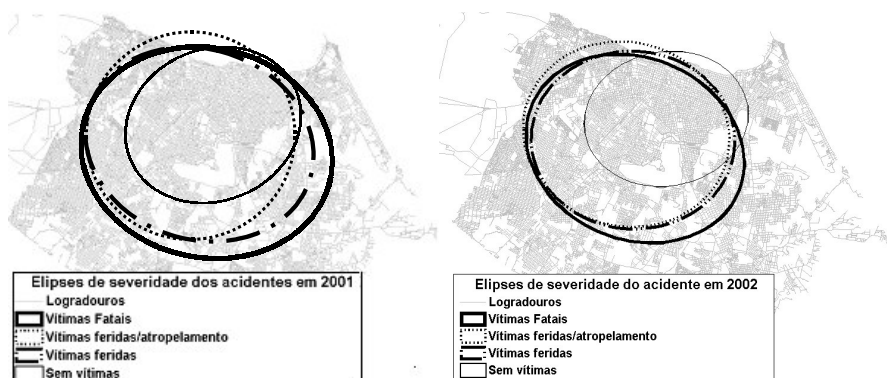 Elipses de severidade dos acidentes em 2001
Logradouros
Vítimas Fatais
Vítimas feridas/atropelamento
Vítimas feridas
Sem vítimas
Elipses de severidade do acidente em 2002
Logradouros
Vítimas Fatais
Vítimas feridas/atropelamento
Vítimas feridas
Sem vítimas